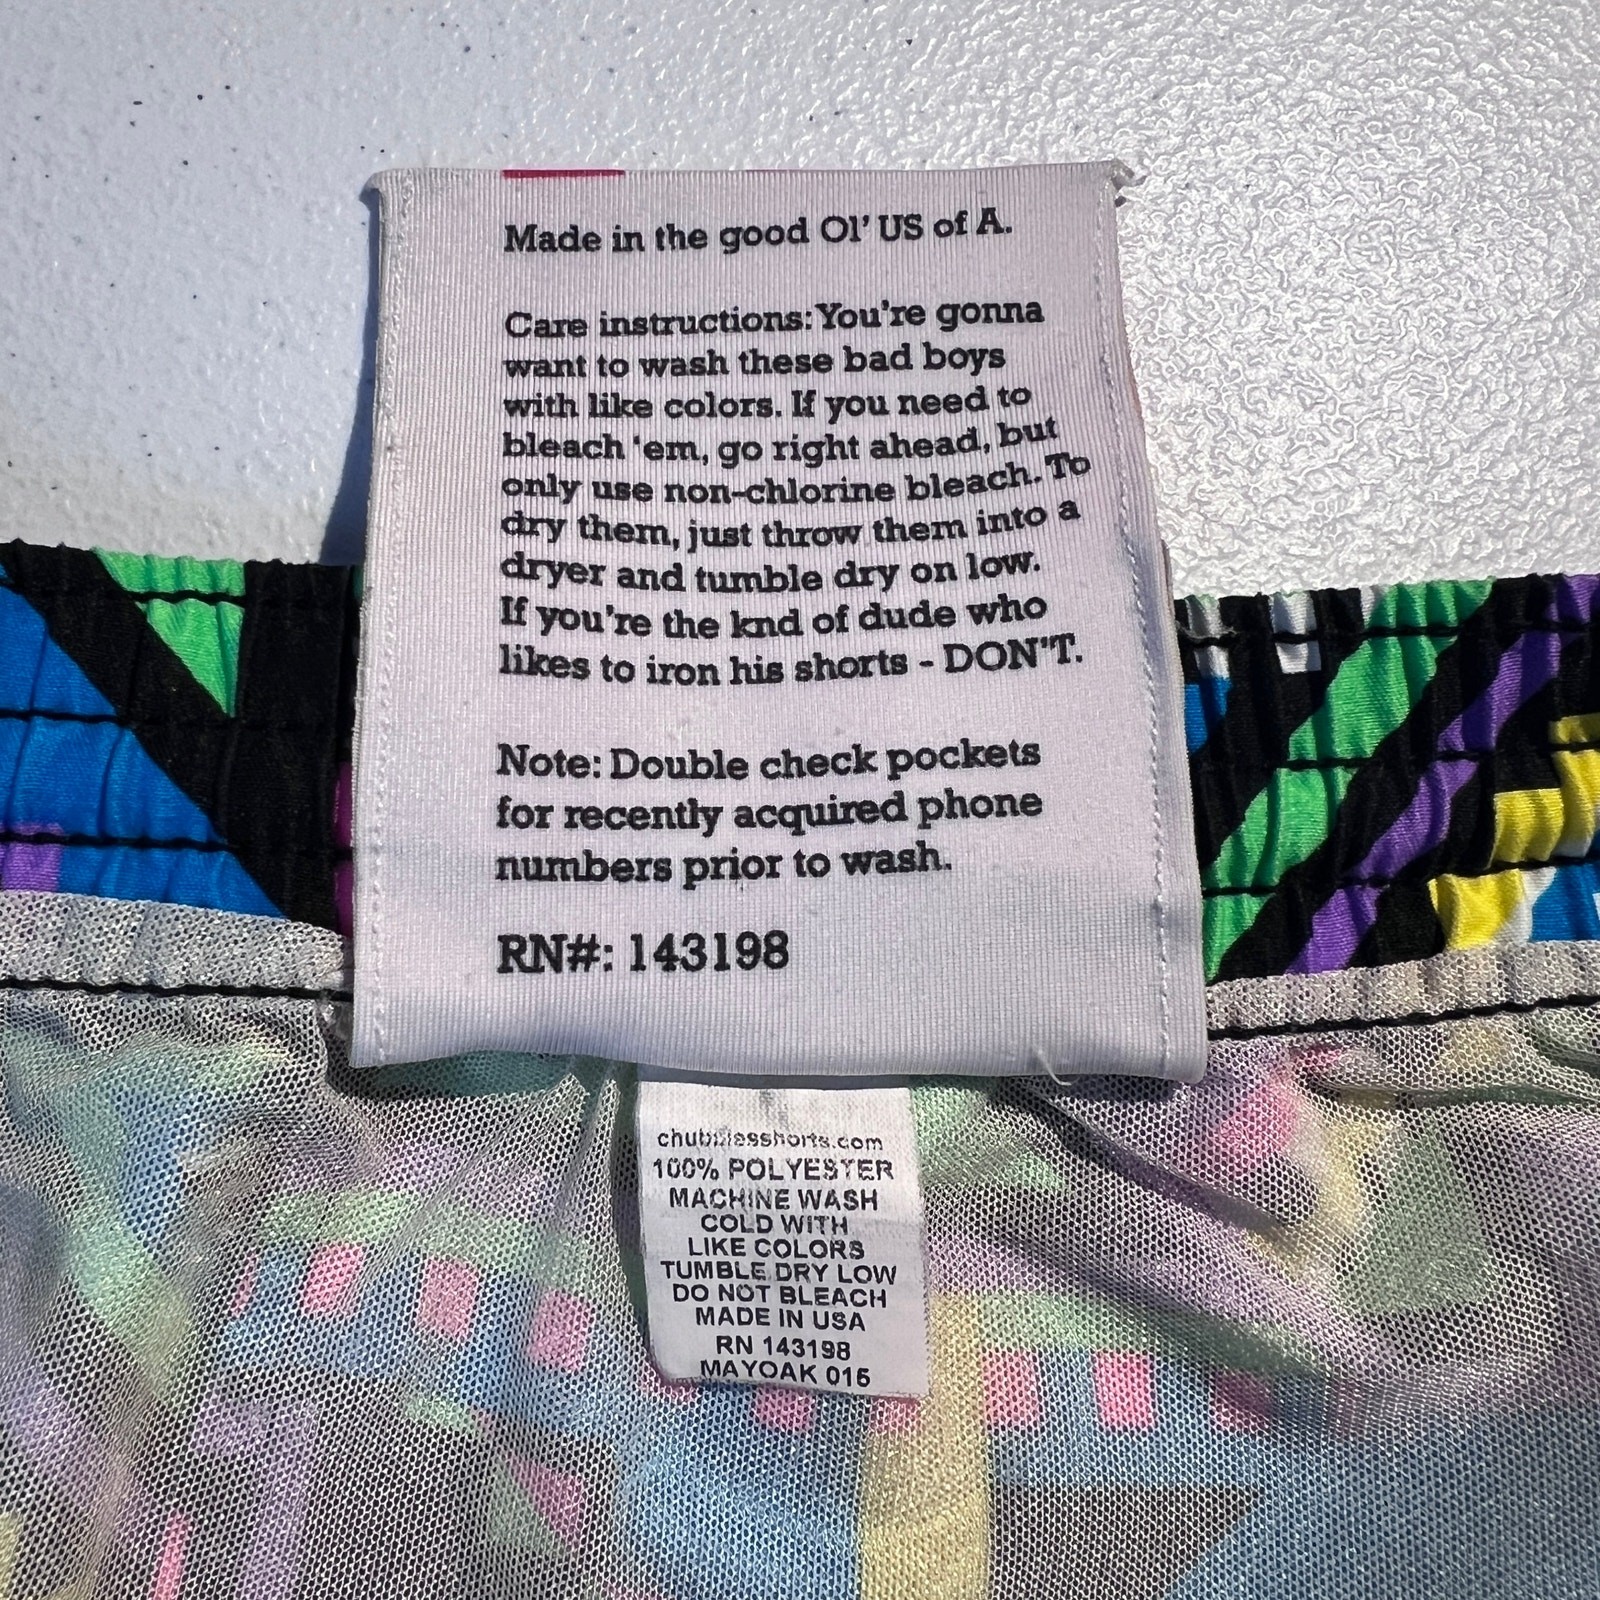 Made in the good Ol' US of A.
Care instructions: You're gonna
want to wash these bad boys
with like colors. If you need to
bleach 'em, go right ahead, but
only use non-chlorine bleach. To
dry them, just throw them into a
dryer and tumble dry on low.
If you're the knd of dude who
likes to iron his shorts - DON'T.
Note: Double check pockets
for recently acquired phone
numbers prior to wash.
RN#: 143198
chubbiesshorts.com
100% POLYESTER
MACHINE WASH
COLD WITH
LIKE COLORS
TUMBLE DRY LOW
DO NOT BLEACH
MADE IN USA
RN 143198
MAYOAK 015